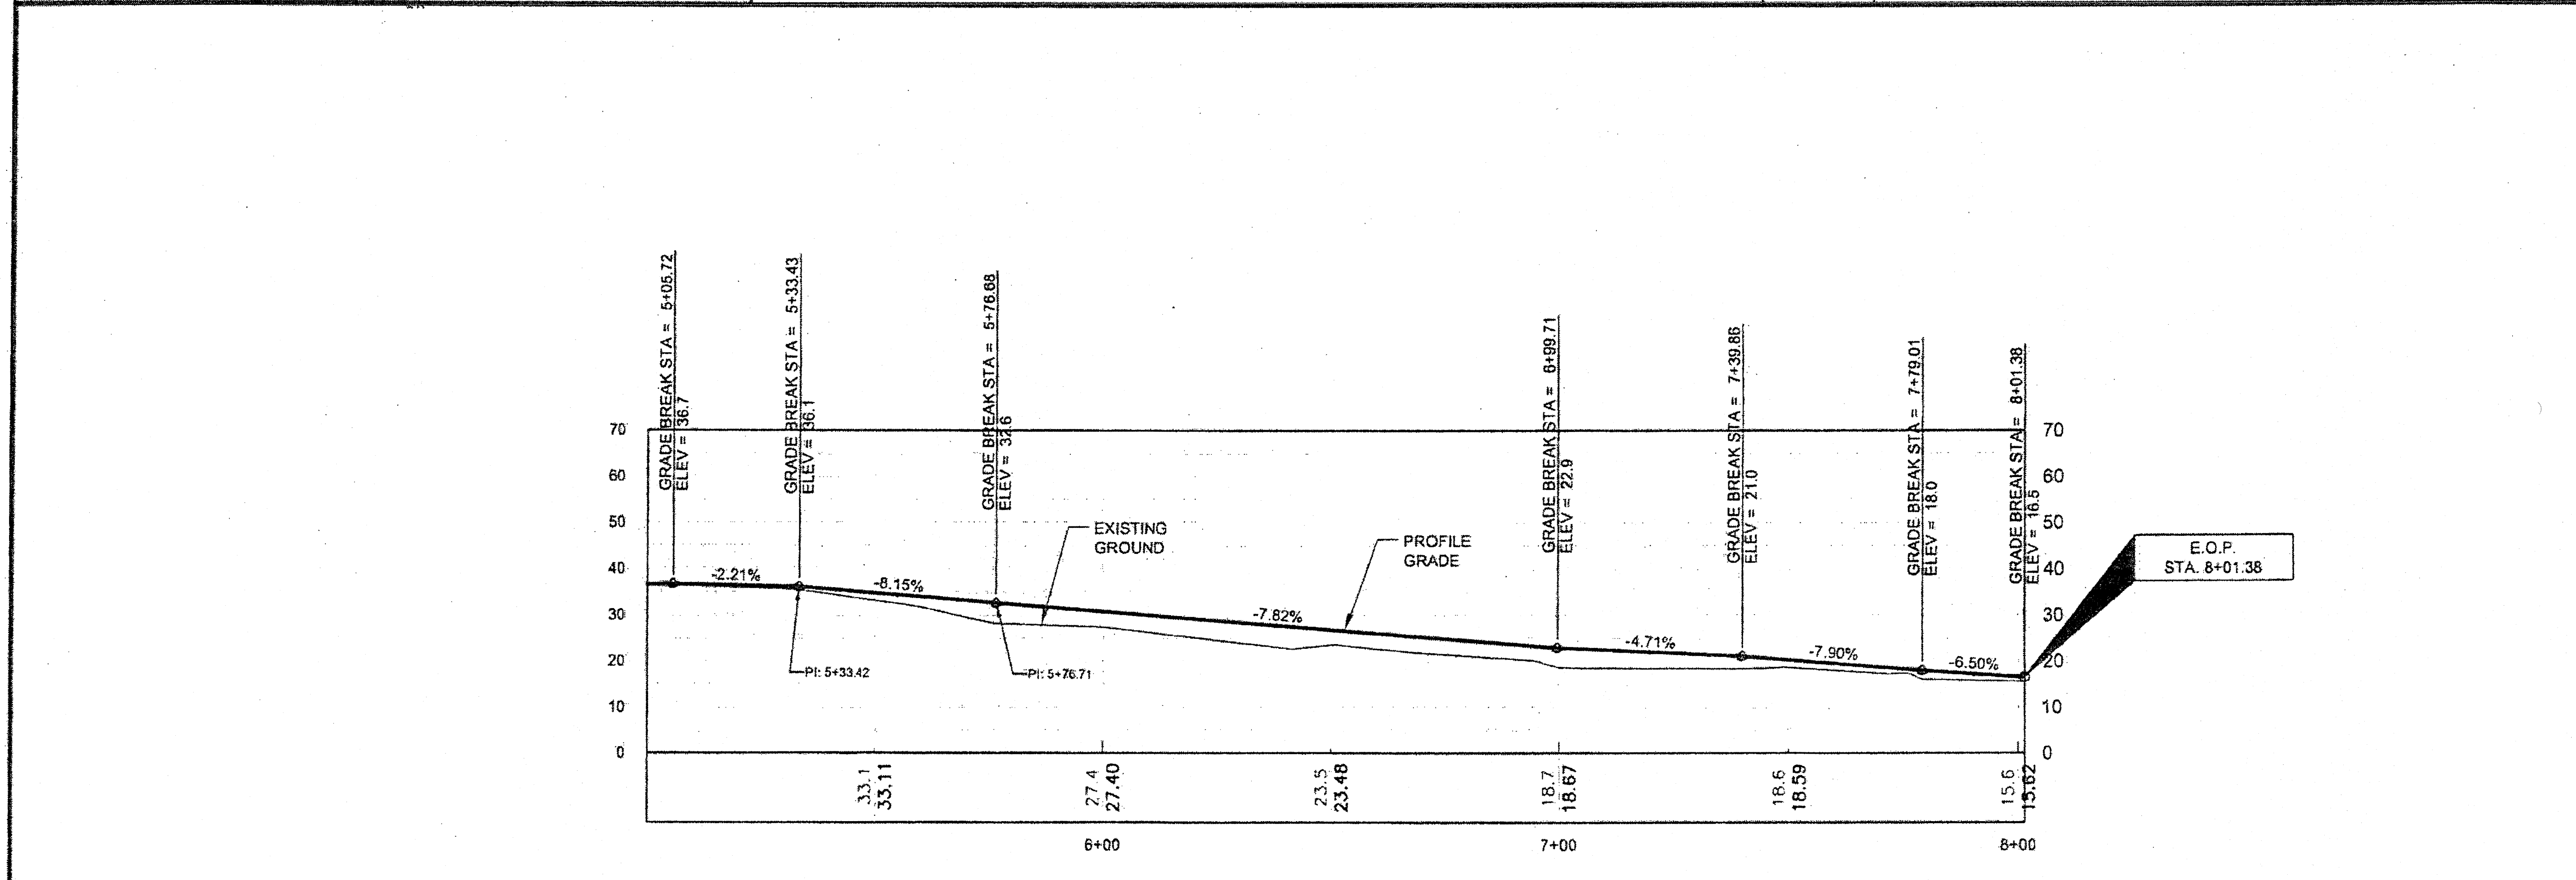 GRADE BREAK STA = 5+05.72
ELEV = 36.7
GRADE BREAK STA = 5+33.43
ELEV = 36.1
GRADE BREAK STA = 5+76.68
ELEV = 32.6
GRADE BREAK STA = 6+99.71
ELEV = 22.9
GRADE BREAK STA = 7+39.86
ELEV = 21.0
GRADE BREAK STA = 7+79.01
ELEV = 18.0
GRADE BREAK STA = 8+01.38
ELEV = 16.5
70
60
50
40
30
20
10
0
70
60
50
40
30
20
10
0
EXISTING
GROUND
PROFILE
GRADE
E.O.P.
STA. 8+01.38
-2.21%
-8.15%
-7.82%
-4.71%
-7.90%
-6.50%
PI: 5+33.42
PI: 5+76.71
33.1
33.11
27.4
27.40
23.5
23.48
18.7
18.67
18.6
18.59
15.6
15.62
6+00
7+00
8+00